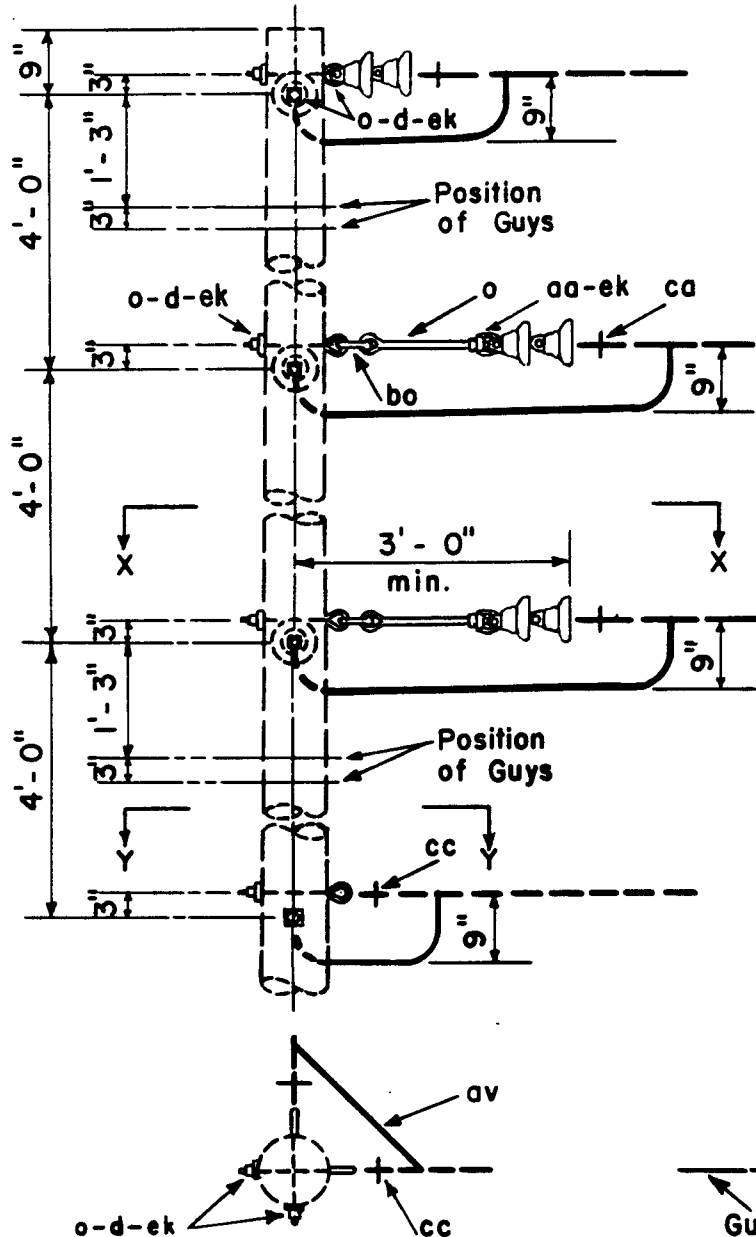 9"
3"
o-d-ek
9"
4'-0"
1'-3"
3"
Position
of Guys
o-d-ek
o
aa-ek
ca
3"
bo
9"
4'-0"
X
X
3'-0"
min.
3"
9"
1'-3"
4'-0"
3"
Position
of Guys
Y
cc
Y
3"
9"
av
o-d-ek
cc
Gu